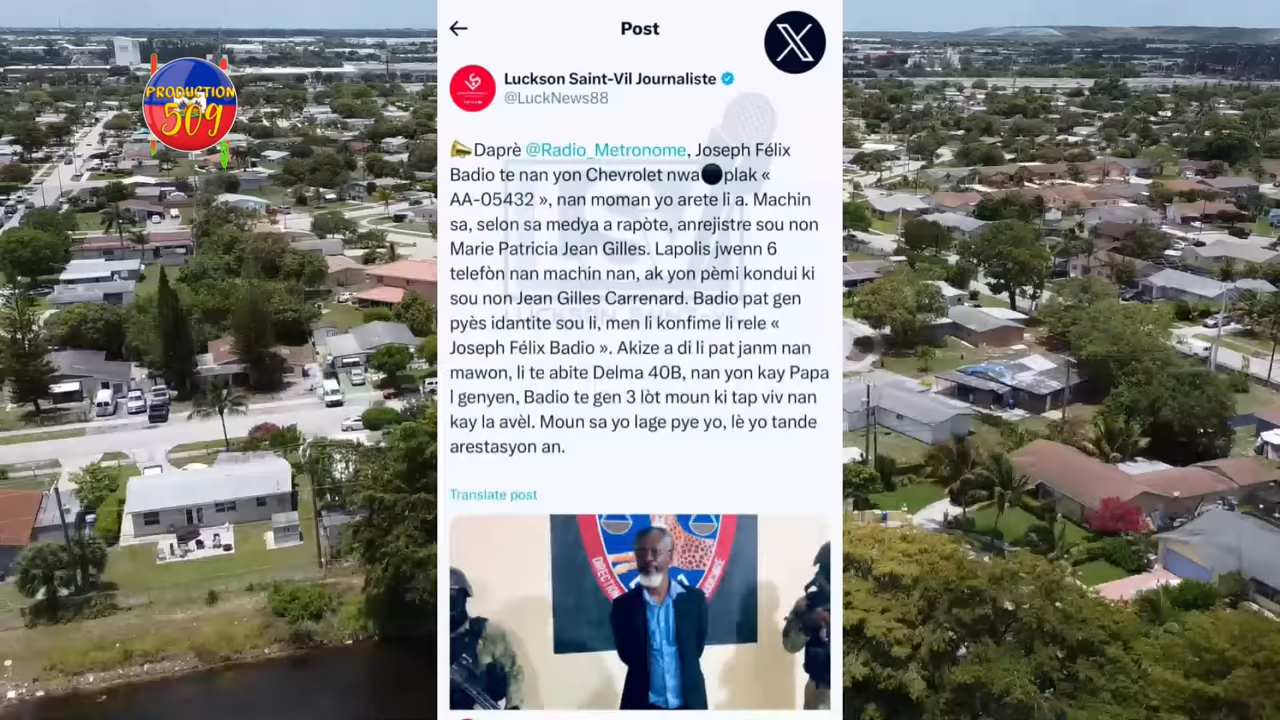 Post
PRODUCTION
509
Luckson Saint-Vil Journaliste
@LuckNews88
📣Daprè @Radio_Metronome, Joseph Félix
Badio te nan yon Chevrolet nwa⚫plak «
AA-05432 », nan moman yo arete li a. Machin
sa, selon sa medya a rapòte, anrejistre sou non
Marie Patricia Jean Gilles. Lapolis jwenn 6
telefòn nan machin nan, ak yon pèmi kondui ki
sou non Jean Gilles Carrenard. Badio pat gen
pyès idantite sou li, men li konfime li rele «
Joseph Félix Badio ». Akize a di li pat janm nan
mawon, li te abite Delma 40B, nan yon kay Papa
l genyen, Badio te gen 3 lòt moun ki tap viv nan
kay la avèl. Moun sa yo lage pye yo, lè yo tande
arestasyon an.
Translate post